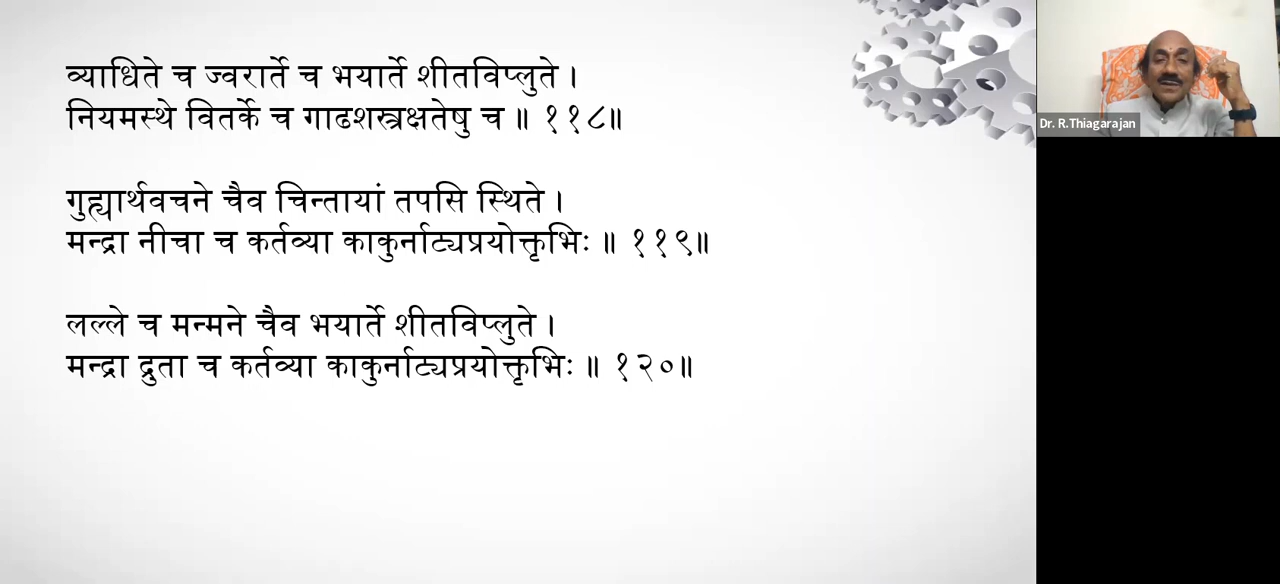 व्याधिते च ज्वरार्ते च भयार्ते शीतविप्लुते ।
नियमस्थे वितर्के च गाढशस्त्रक्षतेषु च ॥ ११८॥
गुह्यार्थवचने चैव चिन्तायां तपसि स्थिते ।
मन्द्रा नीचा च कर्तव्या काकुर्नाट्यप्रयोक्तृभिः ॥ ११९॥
लल्ले च मन्मने चैव भयार्ते शीतविप्लुते ।
मन्द्रा द्रुता च कर्तव्या काकुर्नाट्यप्रयोक्तृभिः ॥ १२०॥
Dr. R.Thiagarajan